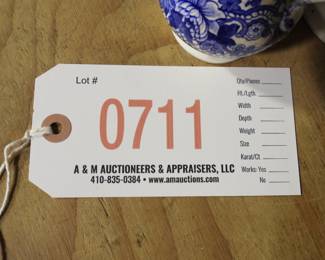 Lot #
0711
A & M AUCTIONEERS & APPRAISERS, LLC
410-835-0384 • www.amauctions.com
Qty/Pieces
Ht./Lgth
Width
Depth
Weight
Size
Karat/Ct
Works: Yes
No